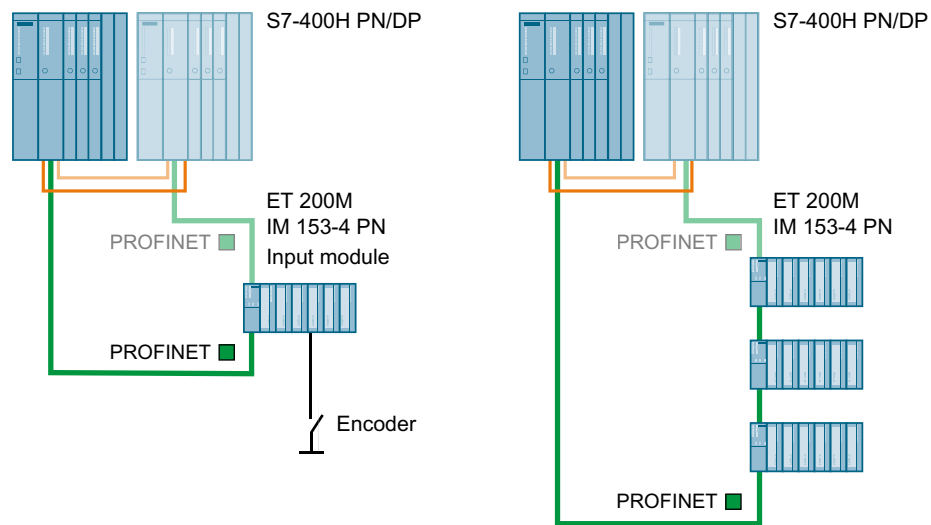 S7-400H PN/DP
ET 200M
IM 153-4 PN
Input module
PROFINET
PROFINET
Encoder
S7-400H PN/DP
ET 200M
IM 153-4 PN
PROFINET
PROFINET